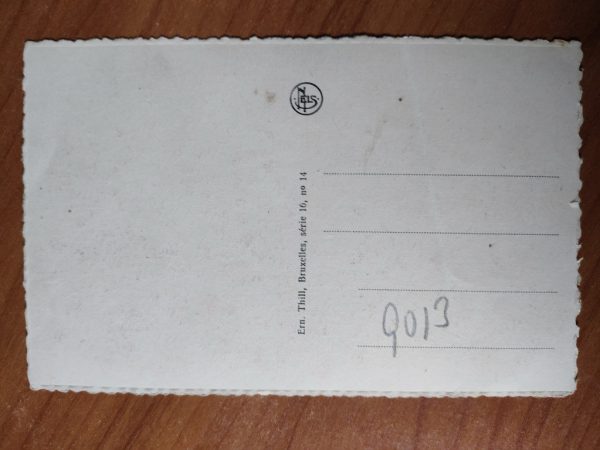 Ern. Thill, Bruxelles, série 16, nº 14
9013